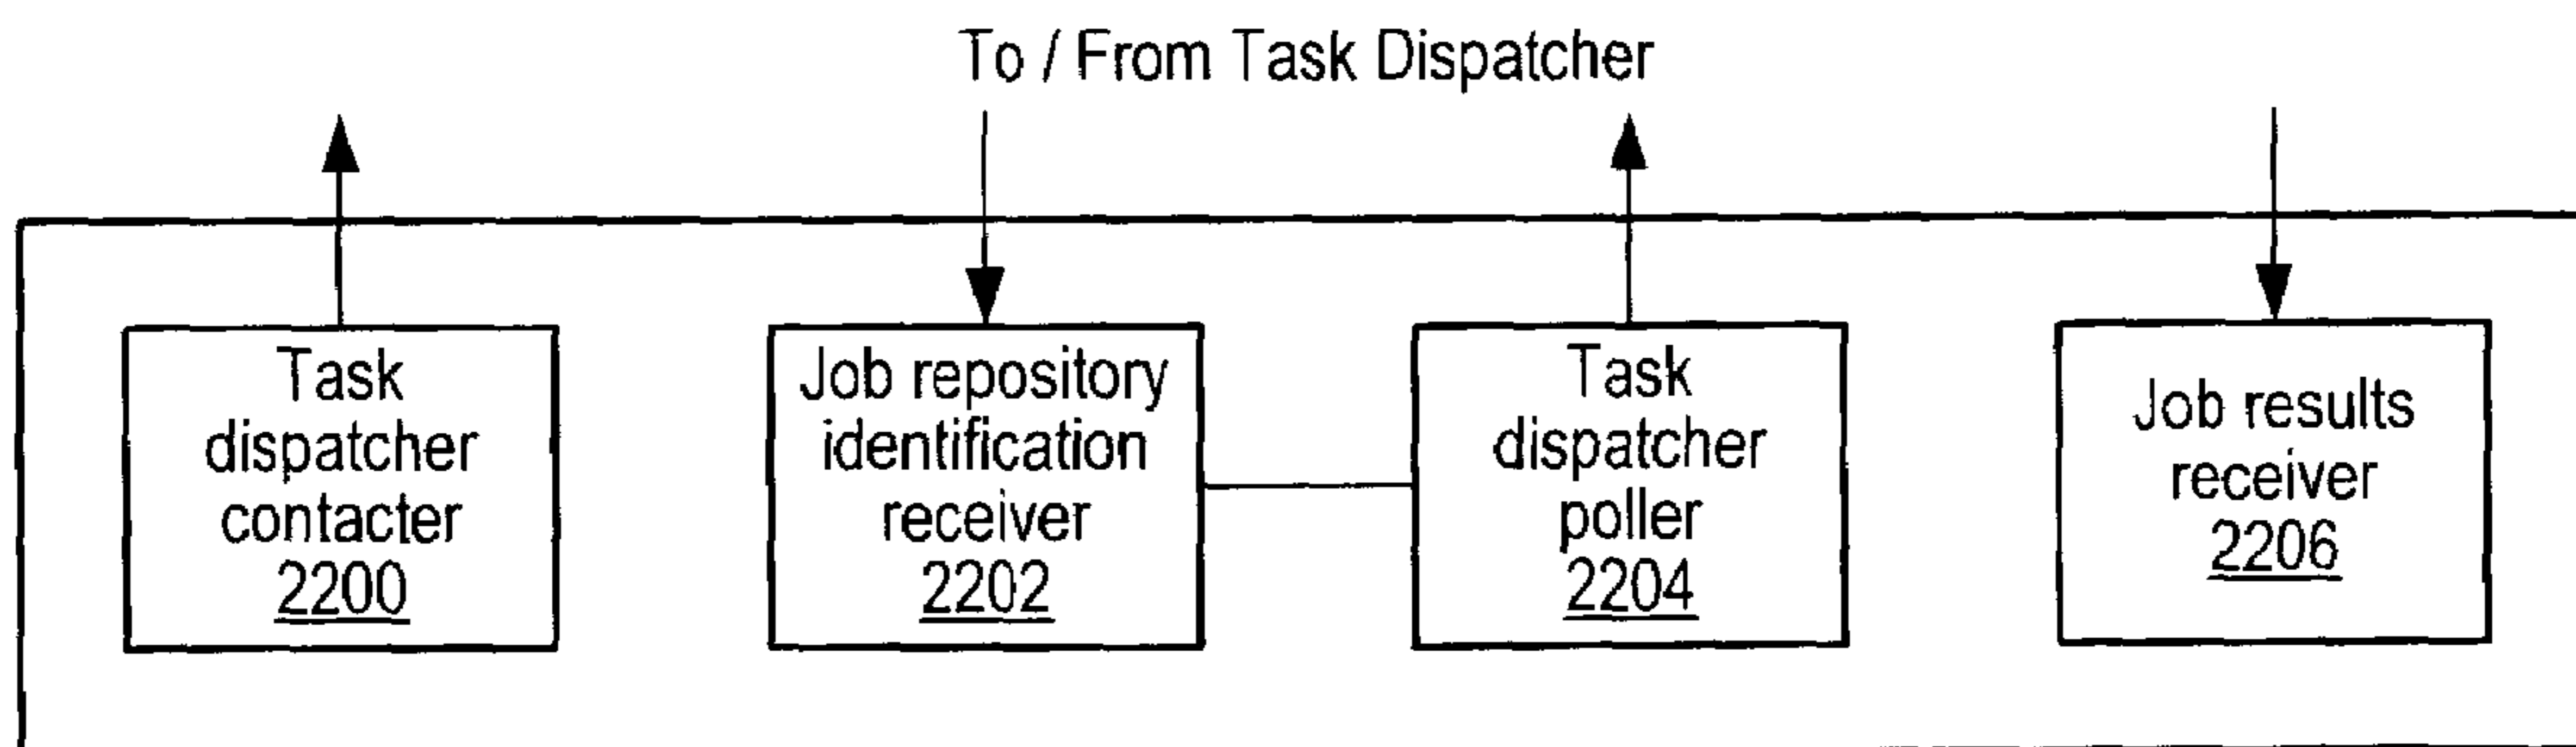 To / From Task Dispatcher
Task
dispatcher
contacter
2200
Job repository
identification
receiver
2202
Task
dispatcher
poller
2204
Job results
receiver
2206